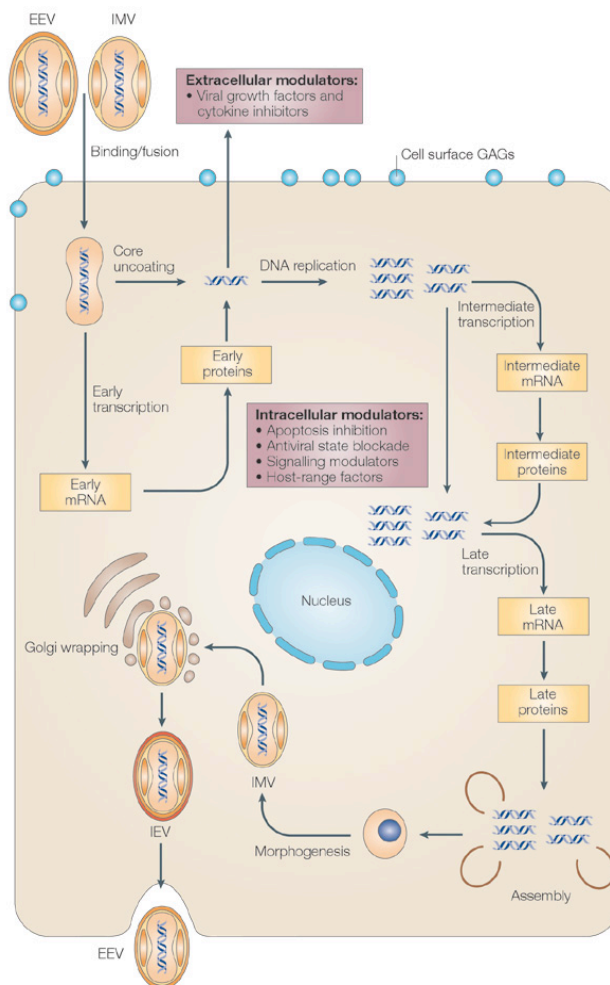 EEV
IMV
Extracellular modulators:
• Viral growth factors and
cytokine inhibitors
Binding/fusion
Cell surface GAGs
Core
uncoating
DNA replication
Intermediate
transcription
Early
proteins
Intermediate
mRNA
Early
transcription
Intracellular modulators:
• Apoptosis inhibition
• Antiviral state blockade
• Signalling modulators
• Host-range factors
Intermediate
proteins
Early
mRNA
Late
transcription
Nucleus
Late
mRNA
Golgi wrapping
Late
proteins
IMV
IEV
Morphogenesis
Assembly
EEV